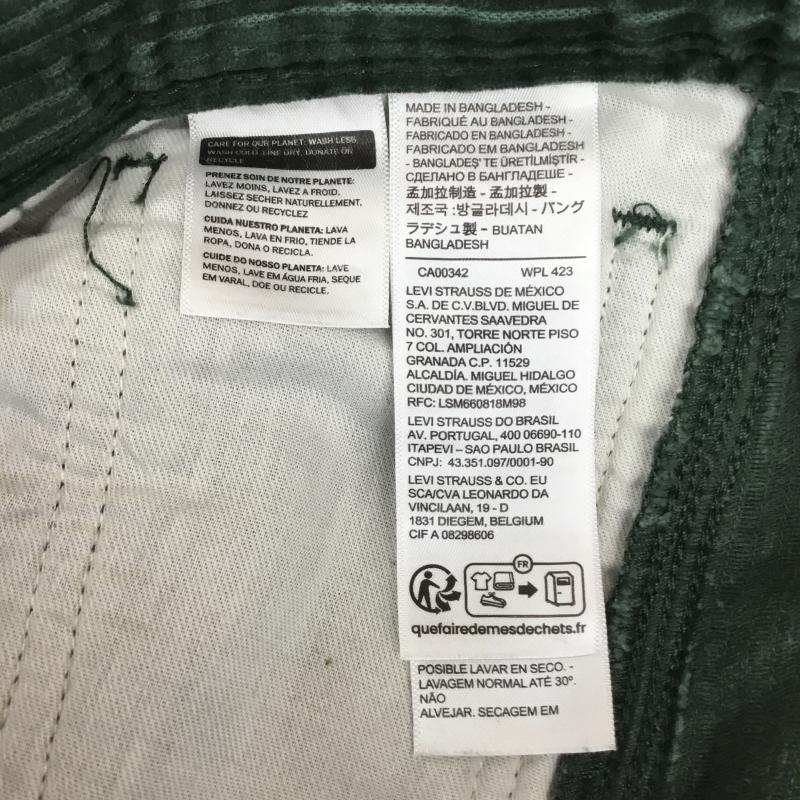 CARE FOR OUR PLANET: WASH LESS
WASH COLD, LINE DRY, DONATE OR
RECYCLE
PRENEZ SOIN DE NOTRE PLANETE:
LAVEZ MOINS, LAVEZ A FROID,
LAISSEZ SECHER NATURELLEMENT,
DONNEZ OU RECYCLEZ
CUIDA NUESTRO PLANETA: LAVA
MENOS, LAVA EN FRIO, TIENDE LA
ROPA, DONA O RECICLA.
CUIDE DO NOSSO PLANETA: LAVE
MENOS, LAVE EM ÁGUA FRIA, SEQUE
EM VARAL, DOE OU RECICLE.
MADE IN BANGLADESH -
FABRIQUÉ AU BANGLADESH -
FABRICADO EN BANGLADESH -
FABRICADO EM BANGLADESH
- BANGLADEŞ'TE ÜRETİLMİŞTİR -
СДЕЛАНО В БАНГЛАДЕШЕ -
孟加拉制造 - 孟加拉製 -
제조국 :방글라데시 - バング
ラデシュ製 - BUATAN
BANGLADESH
CA00342 WPL 423
LEVI STRAUSS DE MÉXICO
S.A. DE C.V.BLVD. MIGUEL DE
CERVANTES SAAVEDRA
NO. 301, TORRE NORTE PISO
7 COL. AMPLIACIÓN
GRANADA C.P. 11529
ALCALDÍA. MIGUEL HIDALGO
CIUDAD DE MÉXICO, MÉXICO
RFC: LSM660818M98
LEVI STRAUSS DO BRASIL
AV. PORTUGAL, 400 06690-110
ITAPEVI – SAO PAULO BRASIL
CNPJ: 43.351.097/0001-90
LEVI STRAUSS & CO. EU
SCA/CVA LEONARDO DA
VINCILAAN, 19 - D
1831 DIEGEM, BELGIUM
CIF A 08298606
FR
quefairedemesdechets.fr
POSIBLE LAVAR EN SECO. -
LAVAGEM NORMAL ATÉ 30º.
NÃO
ALVEJAR. SECAGEM EM